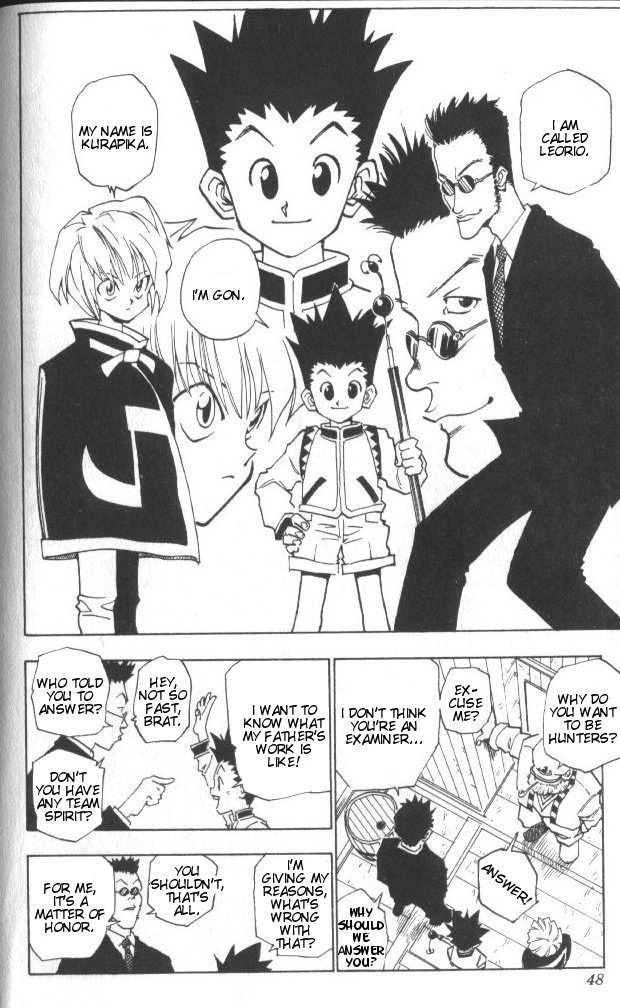 I AM
CALLED
LEORIO.
I'M GON.
MY NAME IS
KURAPIKA.
WHY DO
YOU WANT
TO BE
HUNTERS?
EX-
CUSE
ME?
I DON'T THINK
YOU'RE AN
EXAMINER...
ANSWER!
WHY
SHOULD
WE
ANSWER
YOU?
I WANT TO
KNOW WHAT
MY FATHER'S
WORK IS
LIKE!
HEY,
NOT SO
FAST,
BRAT.
WHO TOLD
YOU TO
ANSWER?
DON'T
YOU HAVE
ANY TEAM
SPIRIT?
I'M
GIVING MY
REASONS,
WHAT'S
WRONG
WITH
THAT?
YOU
SHOULDN'T,
THAT'S
ALL.
FOR ME,
IT'S A
MATTER OF
HONOR.
48